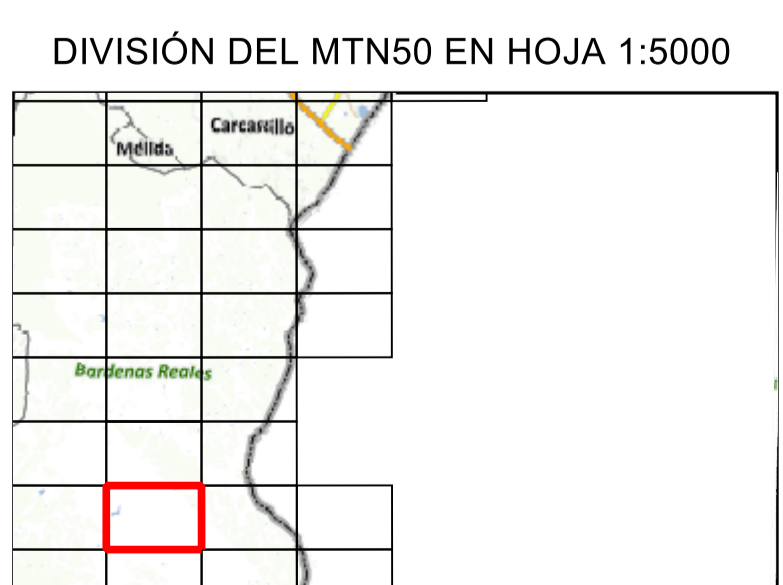 DIVISIÓN DEL MTN50 EN HOJA 1:5000
Carcastillo
Mélida
Bardenas Reales